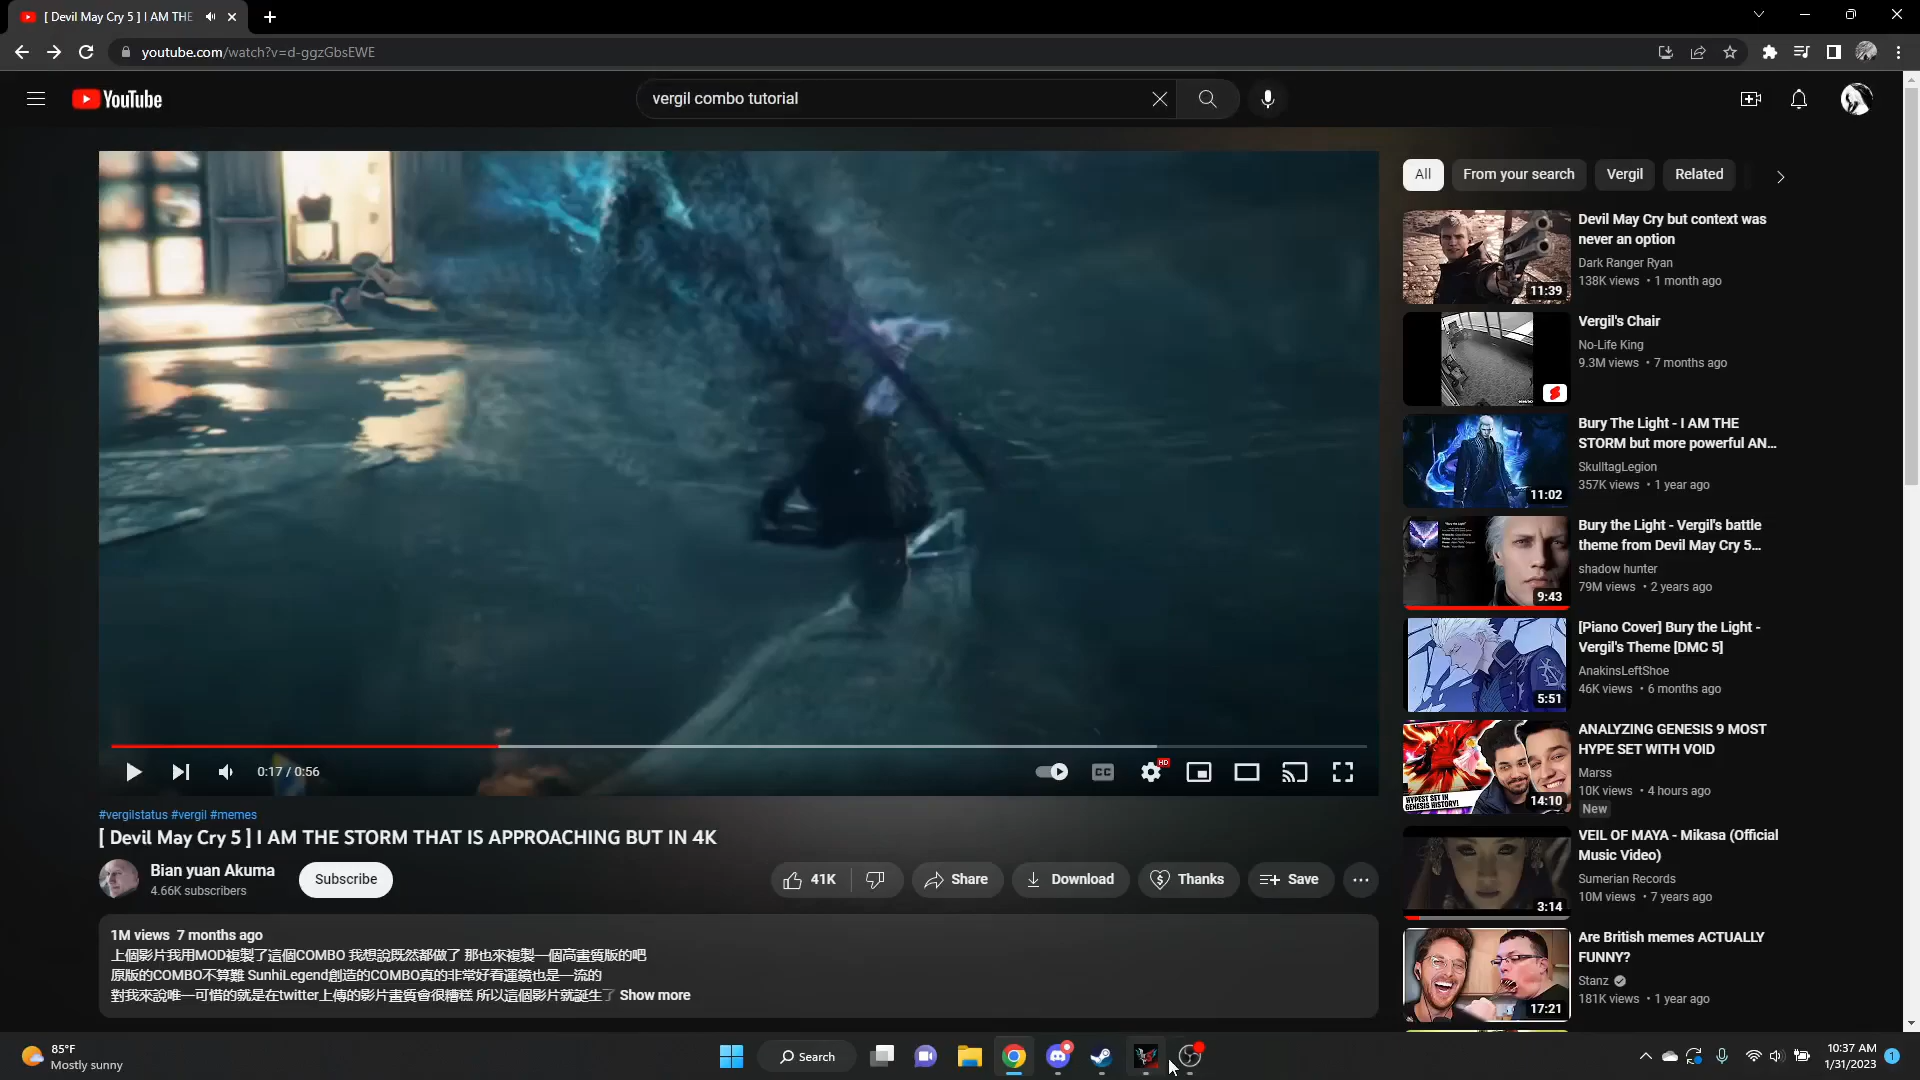 [ Devil May Cry 5 ] I AM THE
youtube.com/watch?v=d-ggzGbsEWE
YouTube
vergil combo tutorial
All
From your search
Vergil
Related
Devil May Cry but context was
never an option
Dark Ranger Ryan
138K views • 1 month ago
11:39
Vergil's Chair
No-Life King
9.3M views • 7 months ago
Bury The Light - I AM THE
STORM but more powerful AN...
SkulltagLegion
357K views • 1 year ago
11:02
Bury the Light - Vergil's battle
theme from Devil May Cry 5...
shadow hunter
79M views • 2 years ago
9:43
[Piano Cover] Bury the Light -
Vergil's Theme [DMC 5]
AnakinsLeftShoe
46K views • 6 months ago
5:51
ANALYZING GENESIS 9 MOST
HYPE SET WITH VOID
Marss
10K views • 4 hours ago
New
HYPEST SET IN
GENESIS HISTORY!
14:10
VEIL OF MAYA - Mikasa (Official
Music Video)
Sumerian Records
10M views • 7 years ago
3:14
Are British memes ACTUALLY
FUNNY?
Stanz
181K views • 1 year ago
17:21
0:17 / 0:56
CC
HD
#vergilstatus #vergil #memes
[ Devil May Cry 5 ] I AM THE STORM THAT IS APPROACHING BUT IN 4K
Bian yuan Akuma
4.66K subscribers
Subscribe
41K
Share
Download
Thanks
Save
1M views 7 months ago
上個影片我用MOD複製了這個COMBO 我想說既然都做了 那也來複製一個高畫質版的吧
原版的COMBO不算難 SunhiLegend創造的COMBO真的非常好看運鏡也是一流的
對我來說唯一可惜的就是在twitter上傳的影片畫質會很糟糕 所以這個影片就誕生了 Show more
85°F
Mostly sunny
Search
10:37 AM
1/31/2023
1